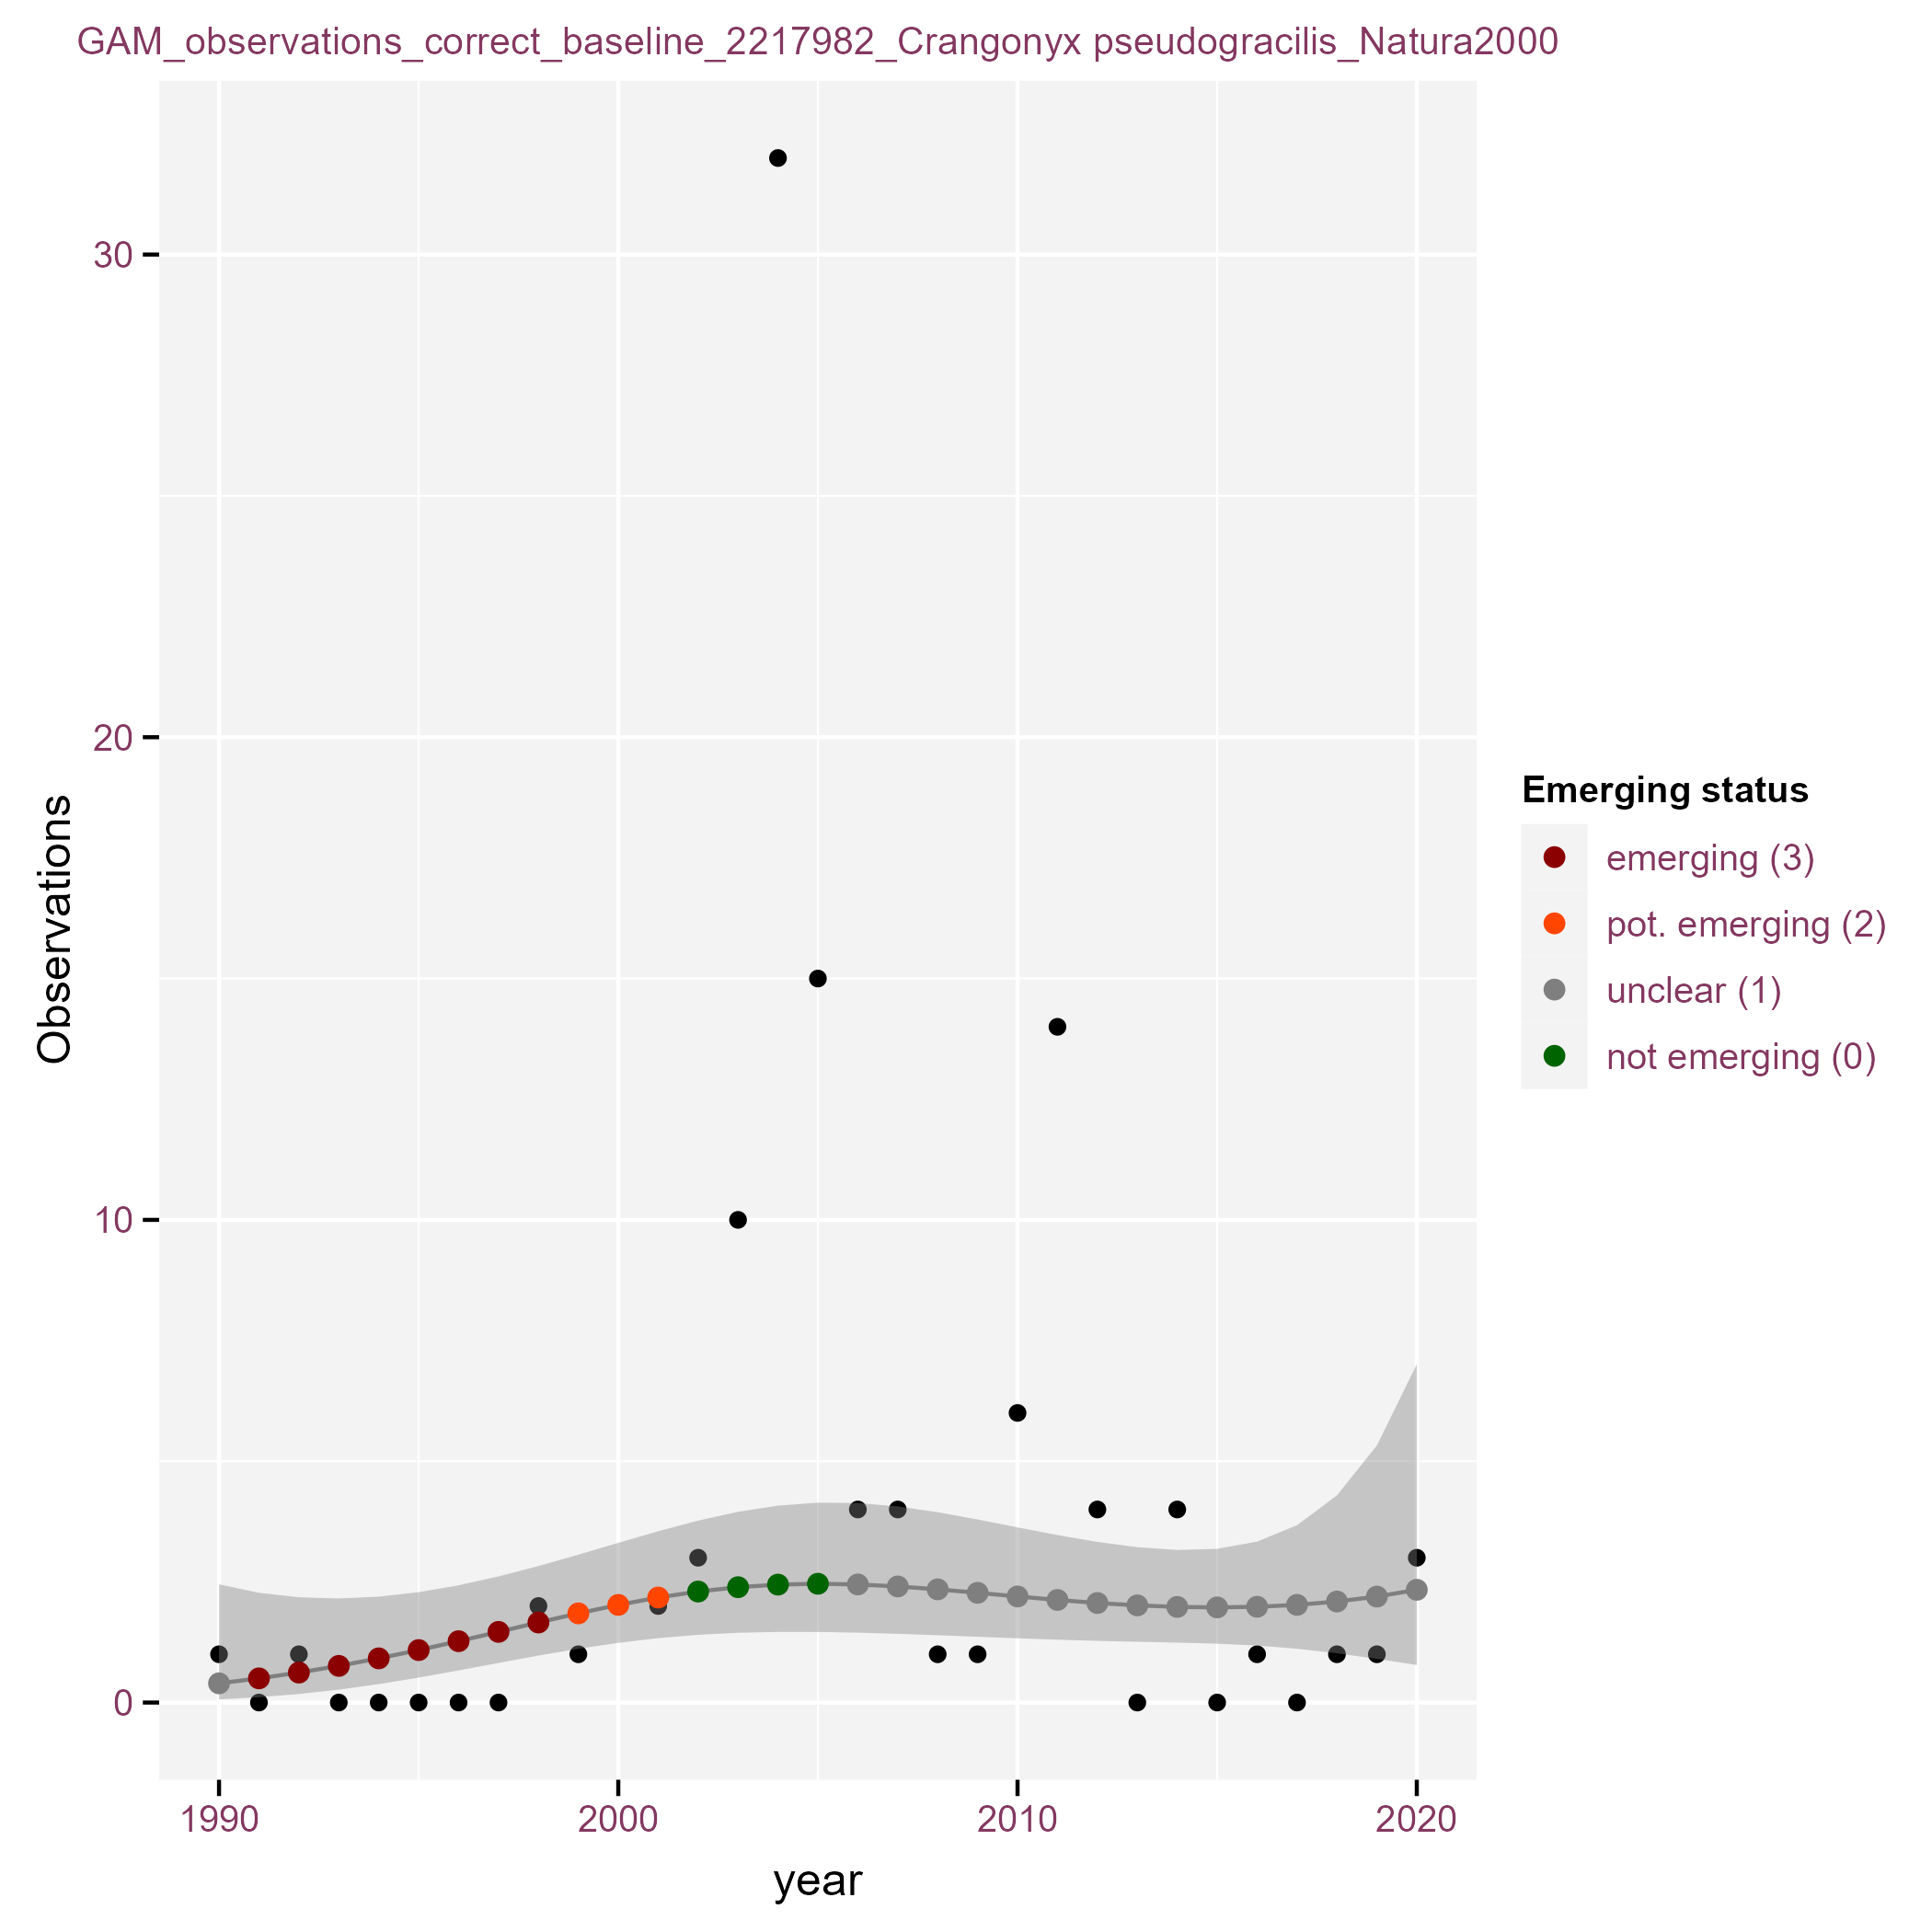 GAM_observations_correct_baseline_2217982_Crangonyx pseudogracilis_Natura2000
Observations
30
20
10
0
1990
2000
2010
2020
year
Emerging status
emerging (3)
pot. emerging (2)
unclear (1)
not emerging (0)